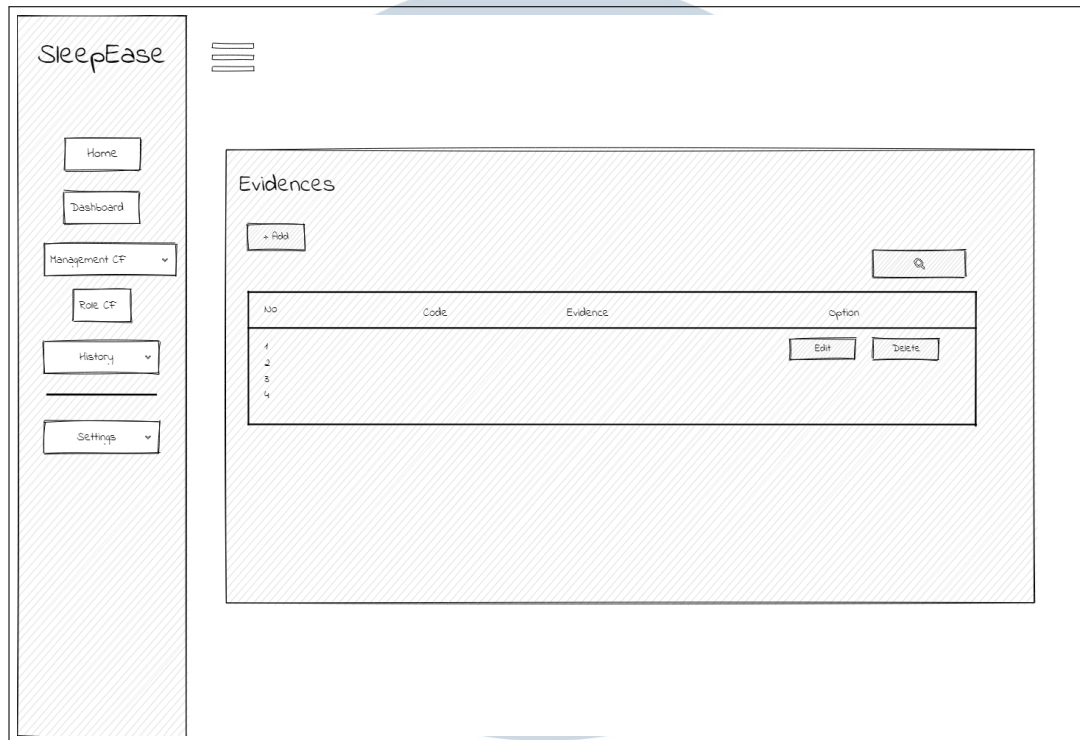 SleepEase
Home
Dashboard
Management CF
Role CF
History
Settings
Evidences
+ Add
No Code Evidence Option
1 Edit Delete
2
3
4